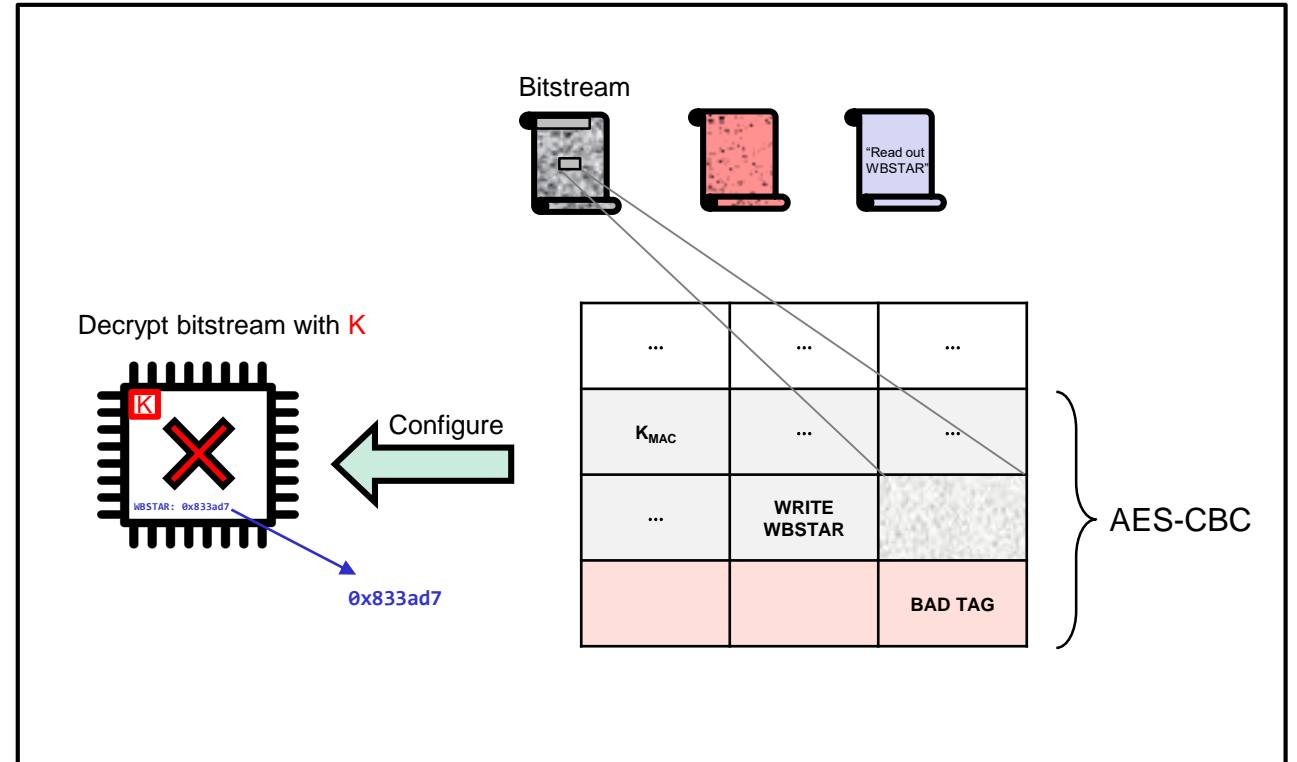 Bitstream
“Read out
WBSTAR”
Decrypt bitstream with K
K
WBSTAR: 0x833ad7
0x833ad7
Configure
... ... ...
KMAC ... ...
... WRITE
WBSTAR
BAD TAG
AES-CBC